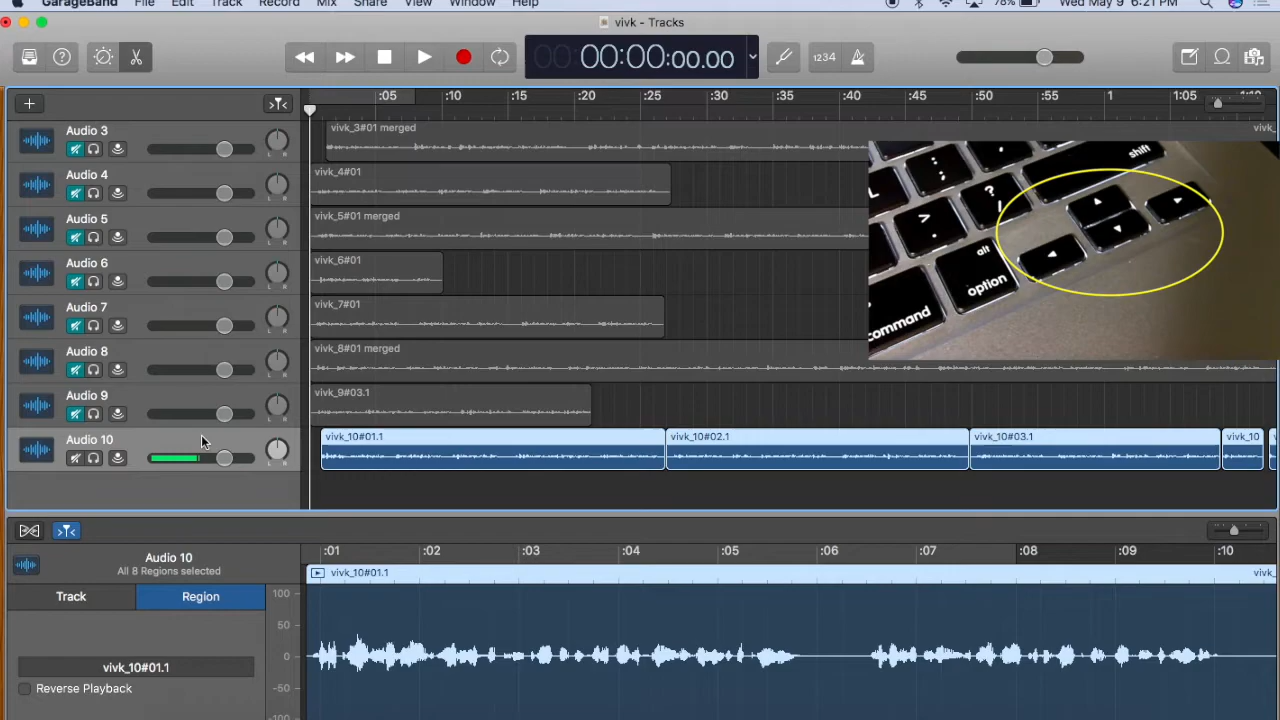 GarageBand File Edit Track Record Mix Share View Window Help 78% Wed May 9 6:21 PM
vivk - Tracks
00:00:00.00 1234
:05 :10 :15 :20 :25 :30 :35 :40 :45 :50 :55 1 1:05 1:10
Audio 3
vivk_3#01 merged
vivk_
L R
Audio 4
vivk_4#01
L R
Audio 5
vivk_5#01 merged
L R
Audio 6
vivk_6#01
L R
Audio 7
vivk_7#01
L R
Audio 8
vivk_8#01 merged
L R
Audio 9
vivk_9#03.1
L R
Audio 10
vivk_10#01.1 vivk_10#02.1 vivk_10#03.1 vivk_10
L R
shift
L : ;
" '
> .
? /
alt
option
command
Audio 10
All 8 Regions selected
:01 :02 :03 :04 :05 :06 :07 :08 :09 :10
vivk_10#01.1 vivk_
Track Region
100
50
0
-50
vivk_10#01.1
Reverse Playback